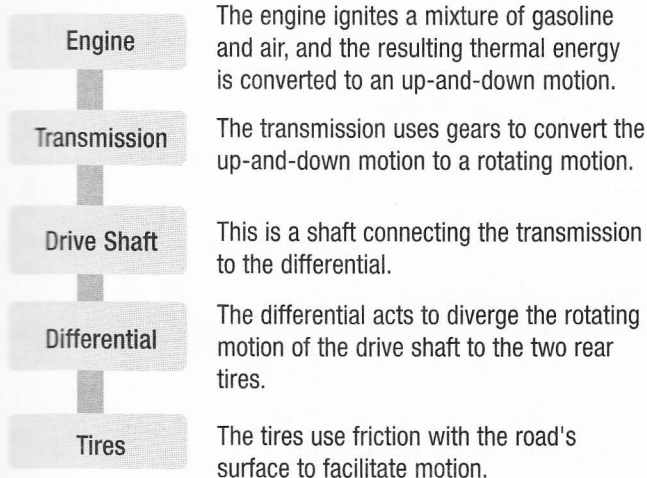 Engine
The engine ignites a mixture of gasoline
and air, and the resulting thermal energy
is converted to an up-and-down motion.
Transmission
The transmission uses gears to convert the
up-and-down motion to a rotating motion.
Drive Shaft
This is a shaft connecting the transmission
to the differential.
Differential
The differential acts to diverge the rotating
motion of the drive shaft to the two rear
tires.
Tires
The tires use friction with the road's
surface to facilitate motion.